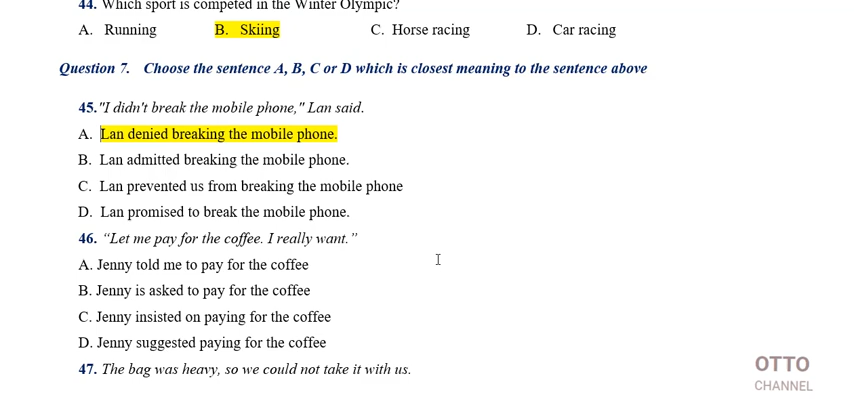 44. Which sport is competed in the Winter Olympic?
A. Running B. Skiing C. Horse racing D. Car racing
Question 7. Choose the sentence A, B, C or D which is closest meaning to the sentence above
45."I didn't break the mobile phone," Lan said.
A. Lan denied breaking the mobile phone.
B. Lan admitted breaking the mobile phone.
C. Lan prevented us from breaking the mobile phone
D. Lan promised to break the mobile phone.
46. “Let me pay for the coffee. I really want.”
A. Jenny told me to pay for the coffee
B. Jenny is asked to pay for the coffee
C. Jenny insisted on paying for the coffee
D. Jenny suggested paying for the coffee
47. The bag was heavy, so we could not take it with us.
OTTO
CHANNEL